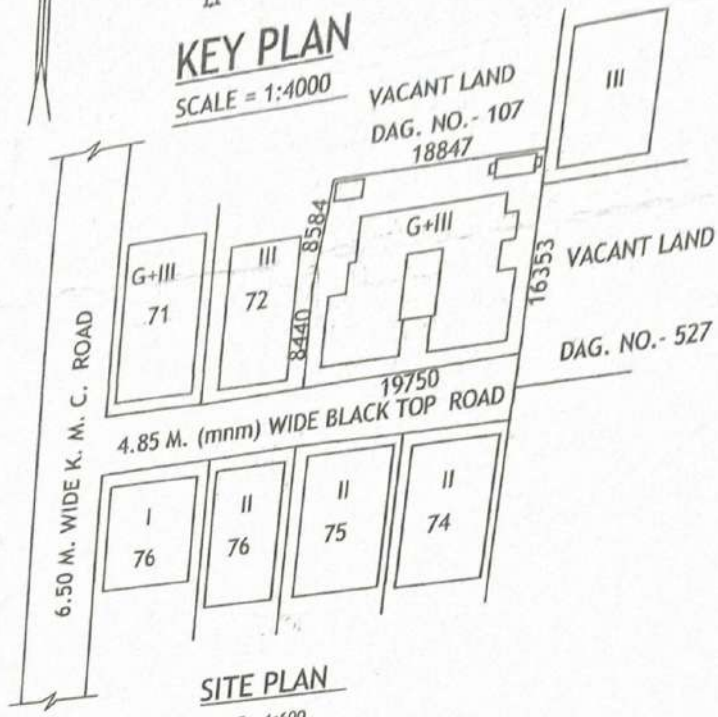 KEY PLAN
SCALE = 1:4000
VACANT LAND
DAG. NO.- 107
18847
III
G+III
71
III
72
8584
8440
G+III
16353
VACANT LAND
DAG. NO.- 527
19750
4.85 M. (mnm) WIDE BLACK TOP ROAD
6.50 M. WIDE K. M. C. ROAD
I
76
II
76
II
75
II
74
SITE PLAN